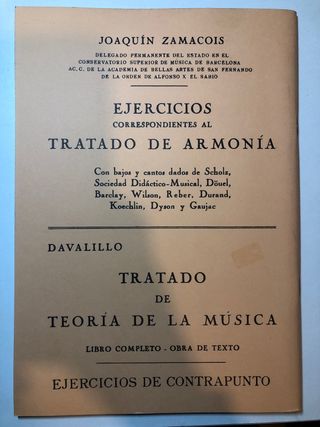 JOAQUÍN ZAMACOIS
DELEGADO PERMANENTE DEL ESTADO EN EL
CONSERVATORIO SUPERIOR DE MÚSICA DE BARCELONA
AC. C. DE LA ACADEMIA DE BELLAS ARTES DE SAN FERNANDO
DE LA ORDEN DE ALFONSO X EL SABIO
EJERCICIOS
CORRESPONDIENTES AL
TRATADO DE ARMONÍA
Con bajos y cantos dados de Scholz,
Sociedad Didáctico-Musical, Döuel,
Barclay, Wilson, Reber, Durand,
Koechlin, Dyson y Gaujac
DAVALILLO
TRATADO
DE
TEORÍA DE LA MÚSICA
LIBRO COMPLETO - OBRA DE TEXTO
EJERCICIOS DE CONTRAPUNTO